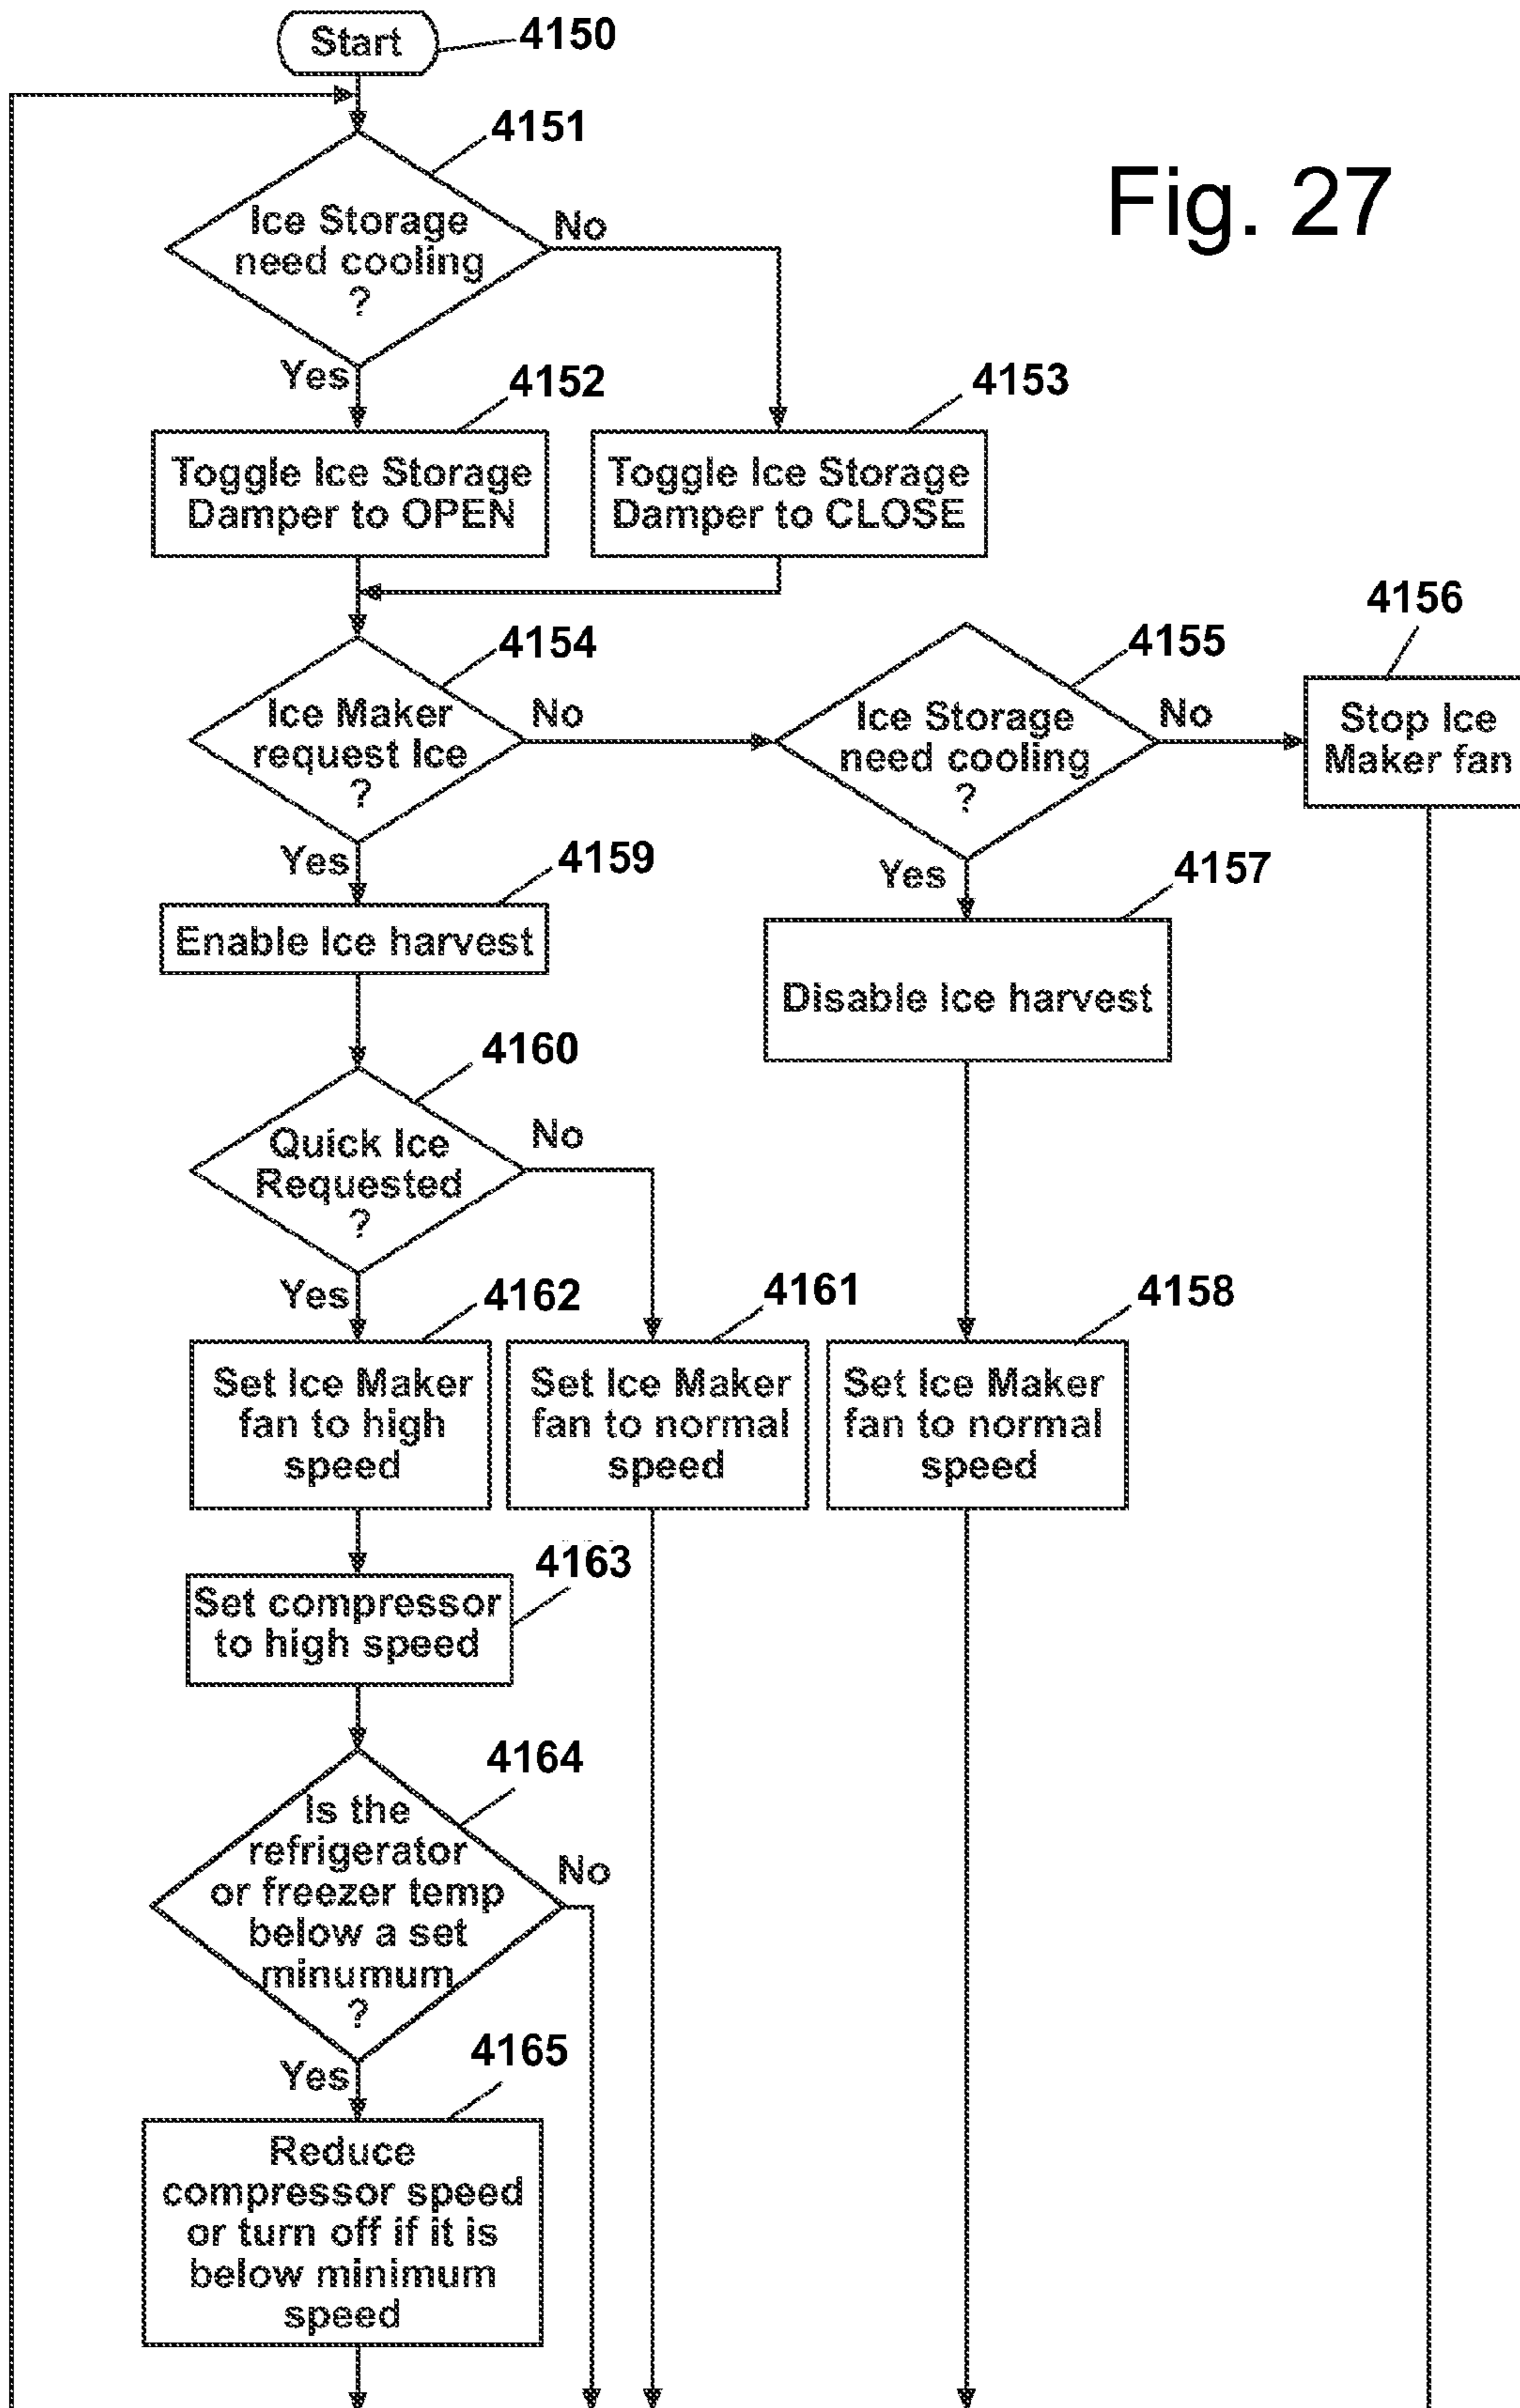 Start
4150
Fig. 27
4151
Ice Storage
need cooling
?
No
Yes
4152
Toggle Ice Storage
Damper to OPEN
4153
Toggle Ice Storage
Damper to CLOSE
4154
Ice Maker
request Ice
?
No
Yes
4155
Ice Storage
need cooling
?
No
Yes
4156
Stop Ice
Maker fan
4159
Enable Ice harvest
4157
Disable Ice harvest
4160
Quick Ice
Requested
?
No
Yes
4162
Set Ice Maker
fan to high
speed
4161
Set Ice Maker
fan to normal
speed
4158
Set Ice Maker
fan to normal
speed
4163
Set compressor
to high speed
4164
Is the
refrigerator
or freezer temp
below a set
minumum
?
No
Yes
4165
Reduce
compressor speed
or turn off if it is
below minimum
speed